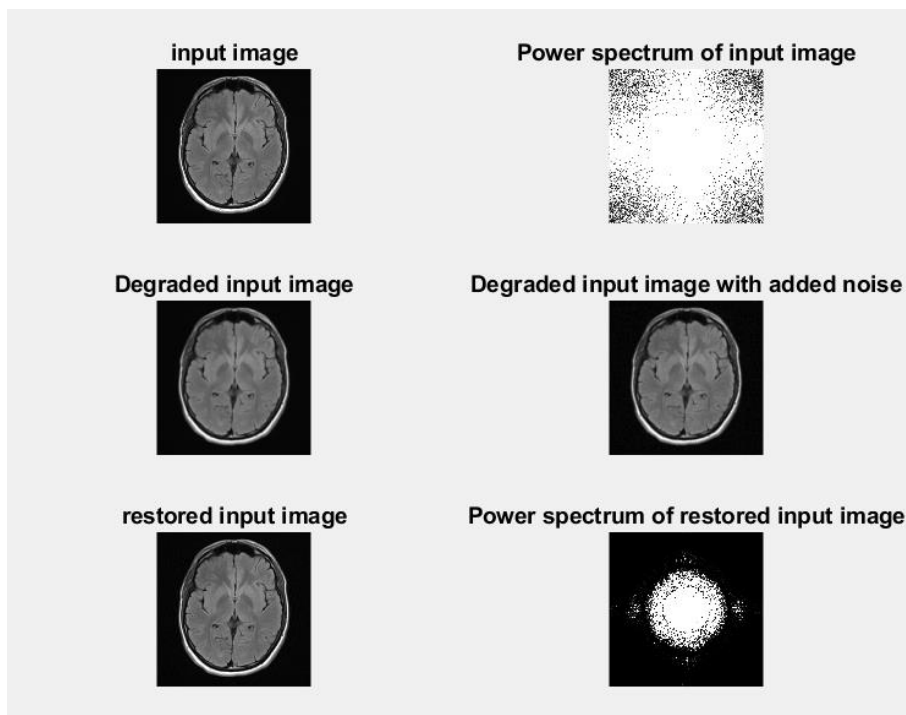 input image
Power spectrum of input image
Degraded input image
Degraded input image with added noise
restored input image
Power spectrum of restored input image